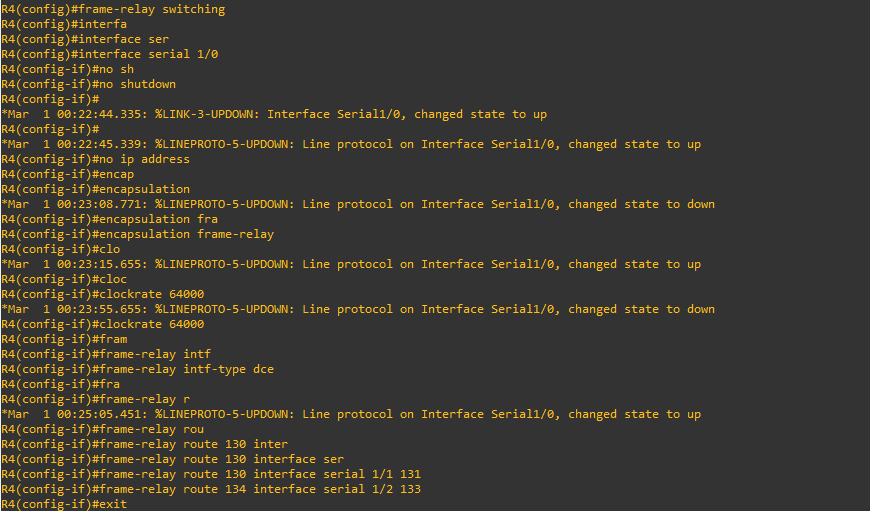 R4(config)#frame-relay switching
R4(config)#interfa
R4(config)#interface ser
R4(config)#interface serial 1/0
R4(config-if)#no sh
R4(config-if)#no shutdown
R4(config-if)#
*Mar  1 00:22:44.335: %LINK-3-UPDOWN: Interface Serial1/0, changed state to up
R4(config-if)#
*Mar  1 00:22:45.339: %LINEPROTO-5-UPDOWN: Line protocol on Interface Serial1/0, changed state to up
R4(config-if)#no ip address
R4(config-if)#encap
R4(config-if)#encapsulation
*Mar  1 00:23:08.771: %LINEPROTO-5-UPDOWN: Line protocol on Interface Serial1/0, changed state to down
R4(config-if)#encapsulation fra
R4(config-if)#encapsulation frame-relay
R4(config-if)#clo
*Mar  1 00:23:15.655: %LINEPROTO-5-UPDOWN: Line protocol on Interface Serial1/0, changed state to up
R4(config-if)#cloc
R4(config-if)#clockrate 64000
*Mar  1 00:23:55.655: %LINEPROTO-5-UPDOWN: Line protocol on Interface Serial1/0, changed state to down
R4(config-if)#clockrate 64000
R4(config-if)#fram
R4(config-if)#frame-relay intf
R4(config-if)#frame-relay intf-type dce
R4(config-if)#fra
R4(config-if)#frame-relay r
*Mar  1 00:25:05.451: %LINEPROTO-5-UPDOWN: Line protocol on Interface Serial1/0, changed state to up
R4(config-if)#frame-relay rou
R4(config-if)#frame-relay route 130 inter
R4(config-if)#frame-relay route 130 interface ser
R4(config-if)#frame-relay route 130 interface serial 1/1 131
R4(config-if)#frame-relay route 134 interface serial 1/2 133
R4(config-if)#exit